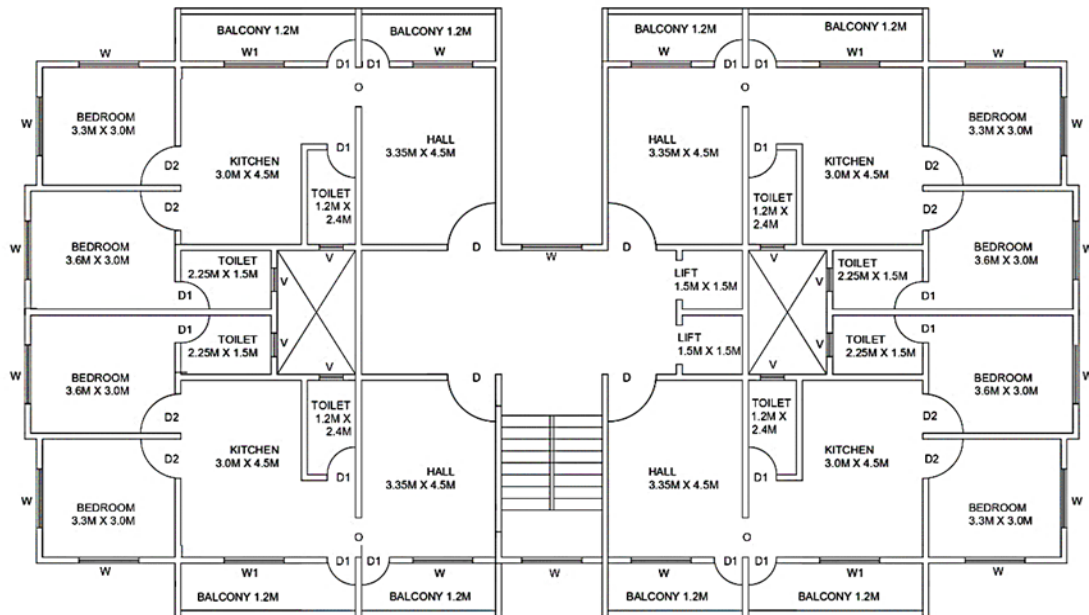 BALCONY 1.2M
BALCONY 1.2M
BALCONY 1.2M
BALCONY 1.2M
W
W1
W
W
W1
W
D1
D1
D1
D1
O
O
W
BEDROOM
3.3M X 3.0M
D2
KITCHEN
3.0M X 4.5M
D1
HALL
3.35M X 4.5M
HALL
3.35M X 4.5M
D1
KITCHEN
3.0M X 4.5M
D2
BEDROOM
3.3M X 3.0M
W
TOILET
1.2M X
2.4M
TOILET
1.2M X
2.4M
D2
D2
W
BEDROOM
3.6M X 3.0M
BEDROOM
3.6M X 3.0M
W
V
D
W
D
V
TOILET
2.25M X 1.5M
V
LIFT
1.5M X 1.5M
V
TOILET
2.25M X 1.5M
D1
D1
D1
D1
TOILET
2.25M X 1.5M
V
LIFT
1.5M X 1.5M
V
TOILET
2.25M X 1.5M
W
BEDROOM
3.6M X 3.0M
V
D
D
V
BEDROOM
3.6M X 3.0M
W
TOILET
1.2M X
2.4M
TOILET
1.2M X
2.4M
D2
D2
KITCHEN
3.0M X 4.5M
KITCHEN
3.0M X 4.5M
D2
D1
HALL
3.35M X 4.5M
HALL
3.35M X 4.5M
D1
D2
W
BEDROOM
3.3M X 3.0M
BEDROOM
3.3M X 3.0M
W
O
O
D1
D1
D1
D1
W
W1
W
W
W
W1
W
BALCONY 1.2M
BALCONY 1.2M
BALCONY 1.2M
BALCONY 1.2M